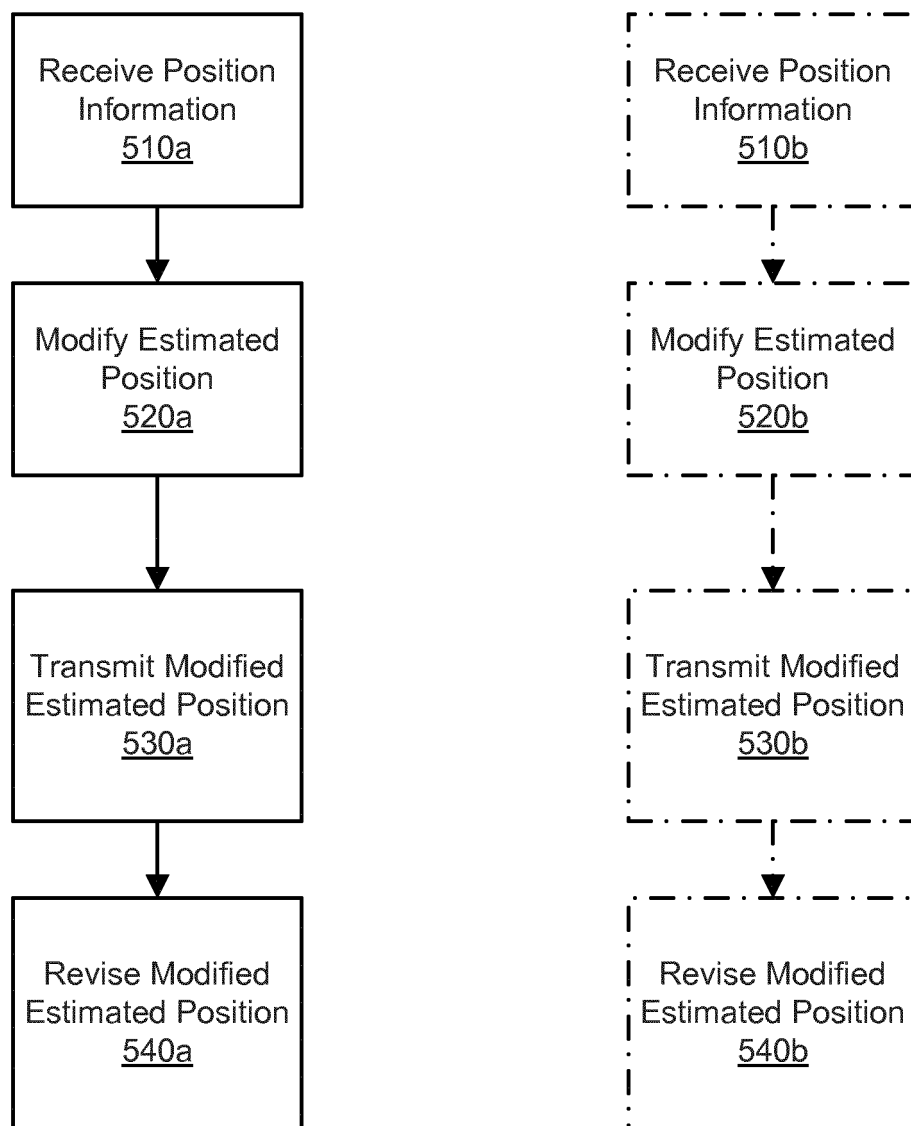 Receive Position
Information
510a
Modify Estimated
Position
520a
Transmit Modified
Estimated Position
530a
Revise Modified
Estimated Position
540a
Receive Position
Information
510b
Modify Estimated
Position
520b
Transmit Modified
Estimated Position
530b
Revise Modified
Estimated Position
540b